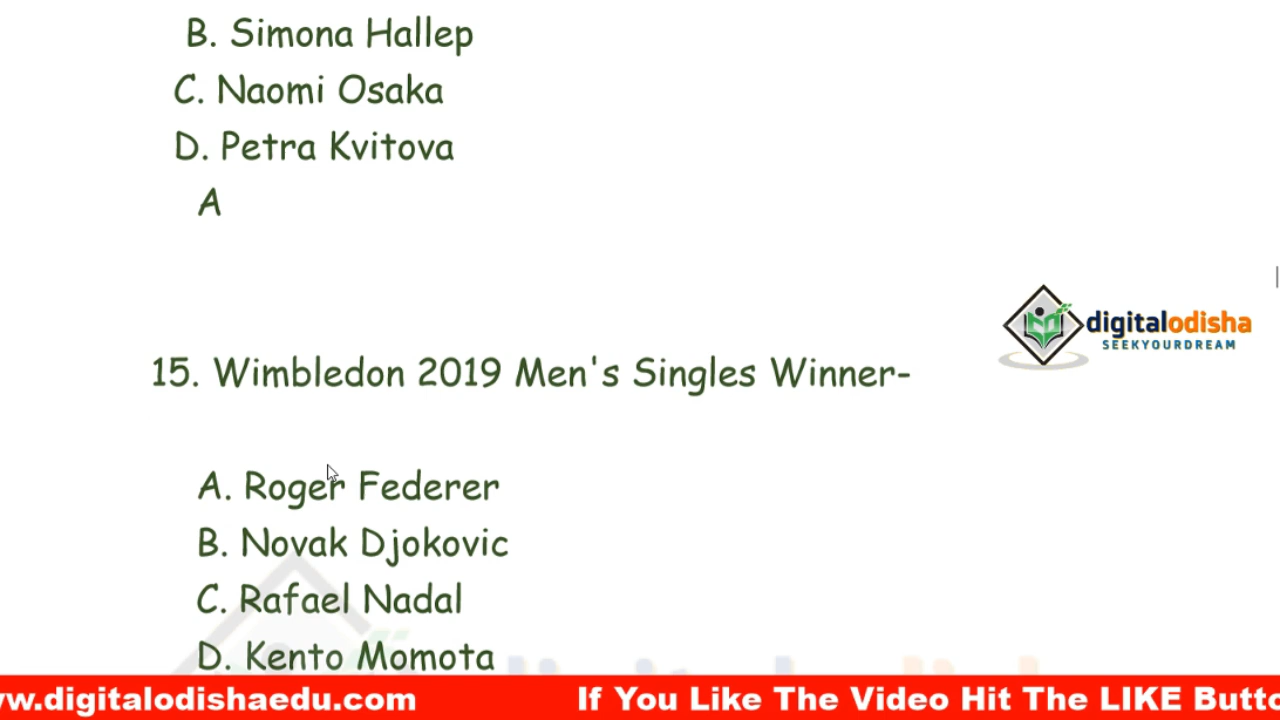 B. Simona Hallep
C. Naomi Osaka
D. Petra Kvitova
A
digitalodisha
SEEKYOURDREAM
15. Wimbledon 2019 Men's Singles Winner-
A. Roger Federer
B. Novak Djokovic
C. Rafael Nadal
D. Kento Momota
w.digitalodishaedu.com If You Like The Video Hit The LIKE Butto